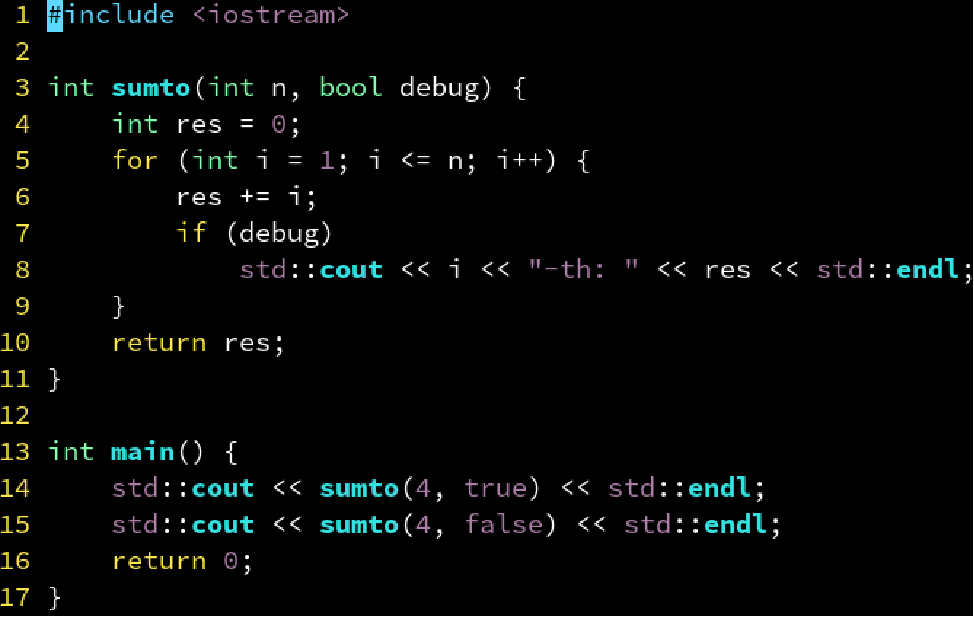 1 #include <iostream>
2
3 int sumto(int n, bool debug) {
4     int res = 0;
5     for (int i = 1; i <= n; i++) {
6         res += i;
7         if (debug)
8             std::cout << i << "-th: " << res << std::endl;
9     }
10     return res;
11 }
12
13 int main() {
14     std::cout << sumto(4, true) << std::endl;
15     std::cout << sumto(4, false) << std::endl;
16     return 0;
17 }